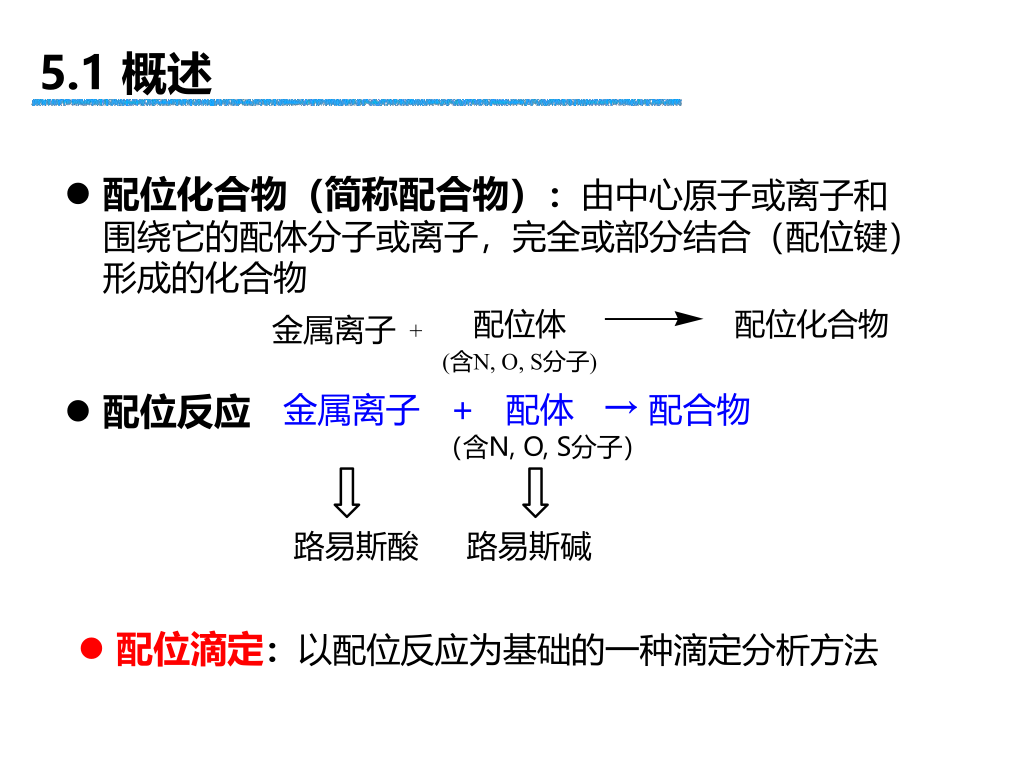 5.1 概述
● 配位化合物（简称配合物）：由中心原子或离子和
围绕它的配体分子或离子，完全或部分结合（配位键）
形成的化合物
金属离子 + 配位体 → 配位化合物
(含N, O, S分子)
● 配位反应 金属离子 + 配体 → 配合物
（含N, O, S分子）
路易斯酸 路易斯碱
● 配位滴定：以配位反应为基础的一种滴定分析方法